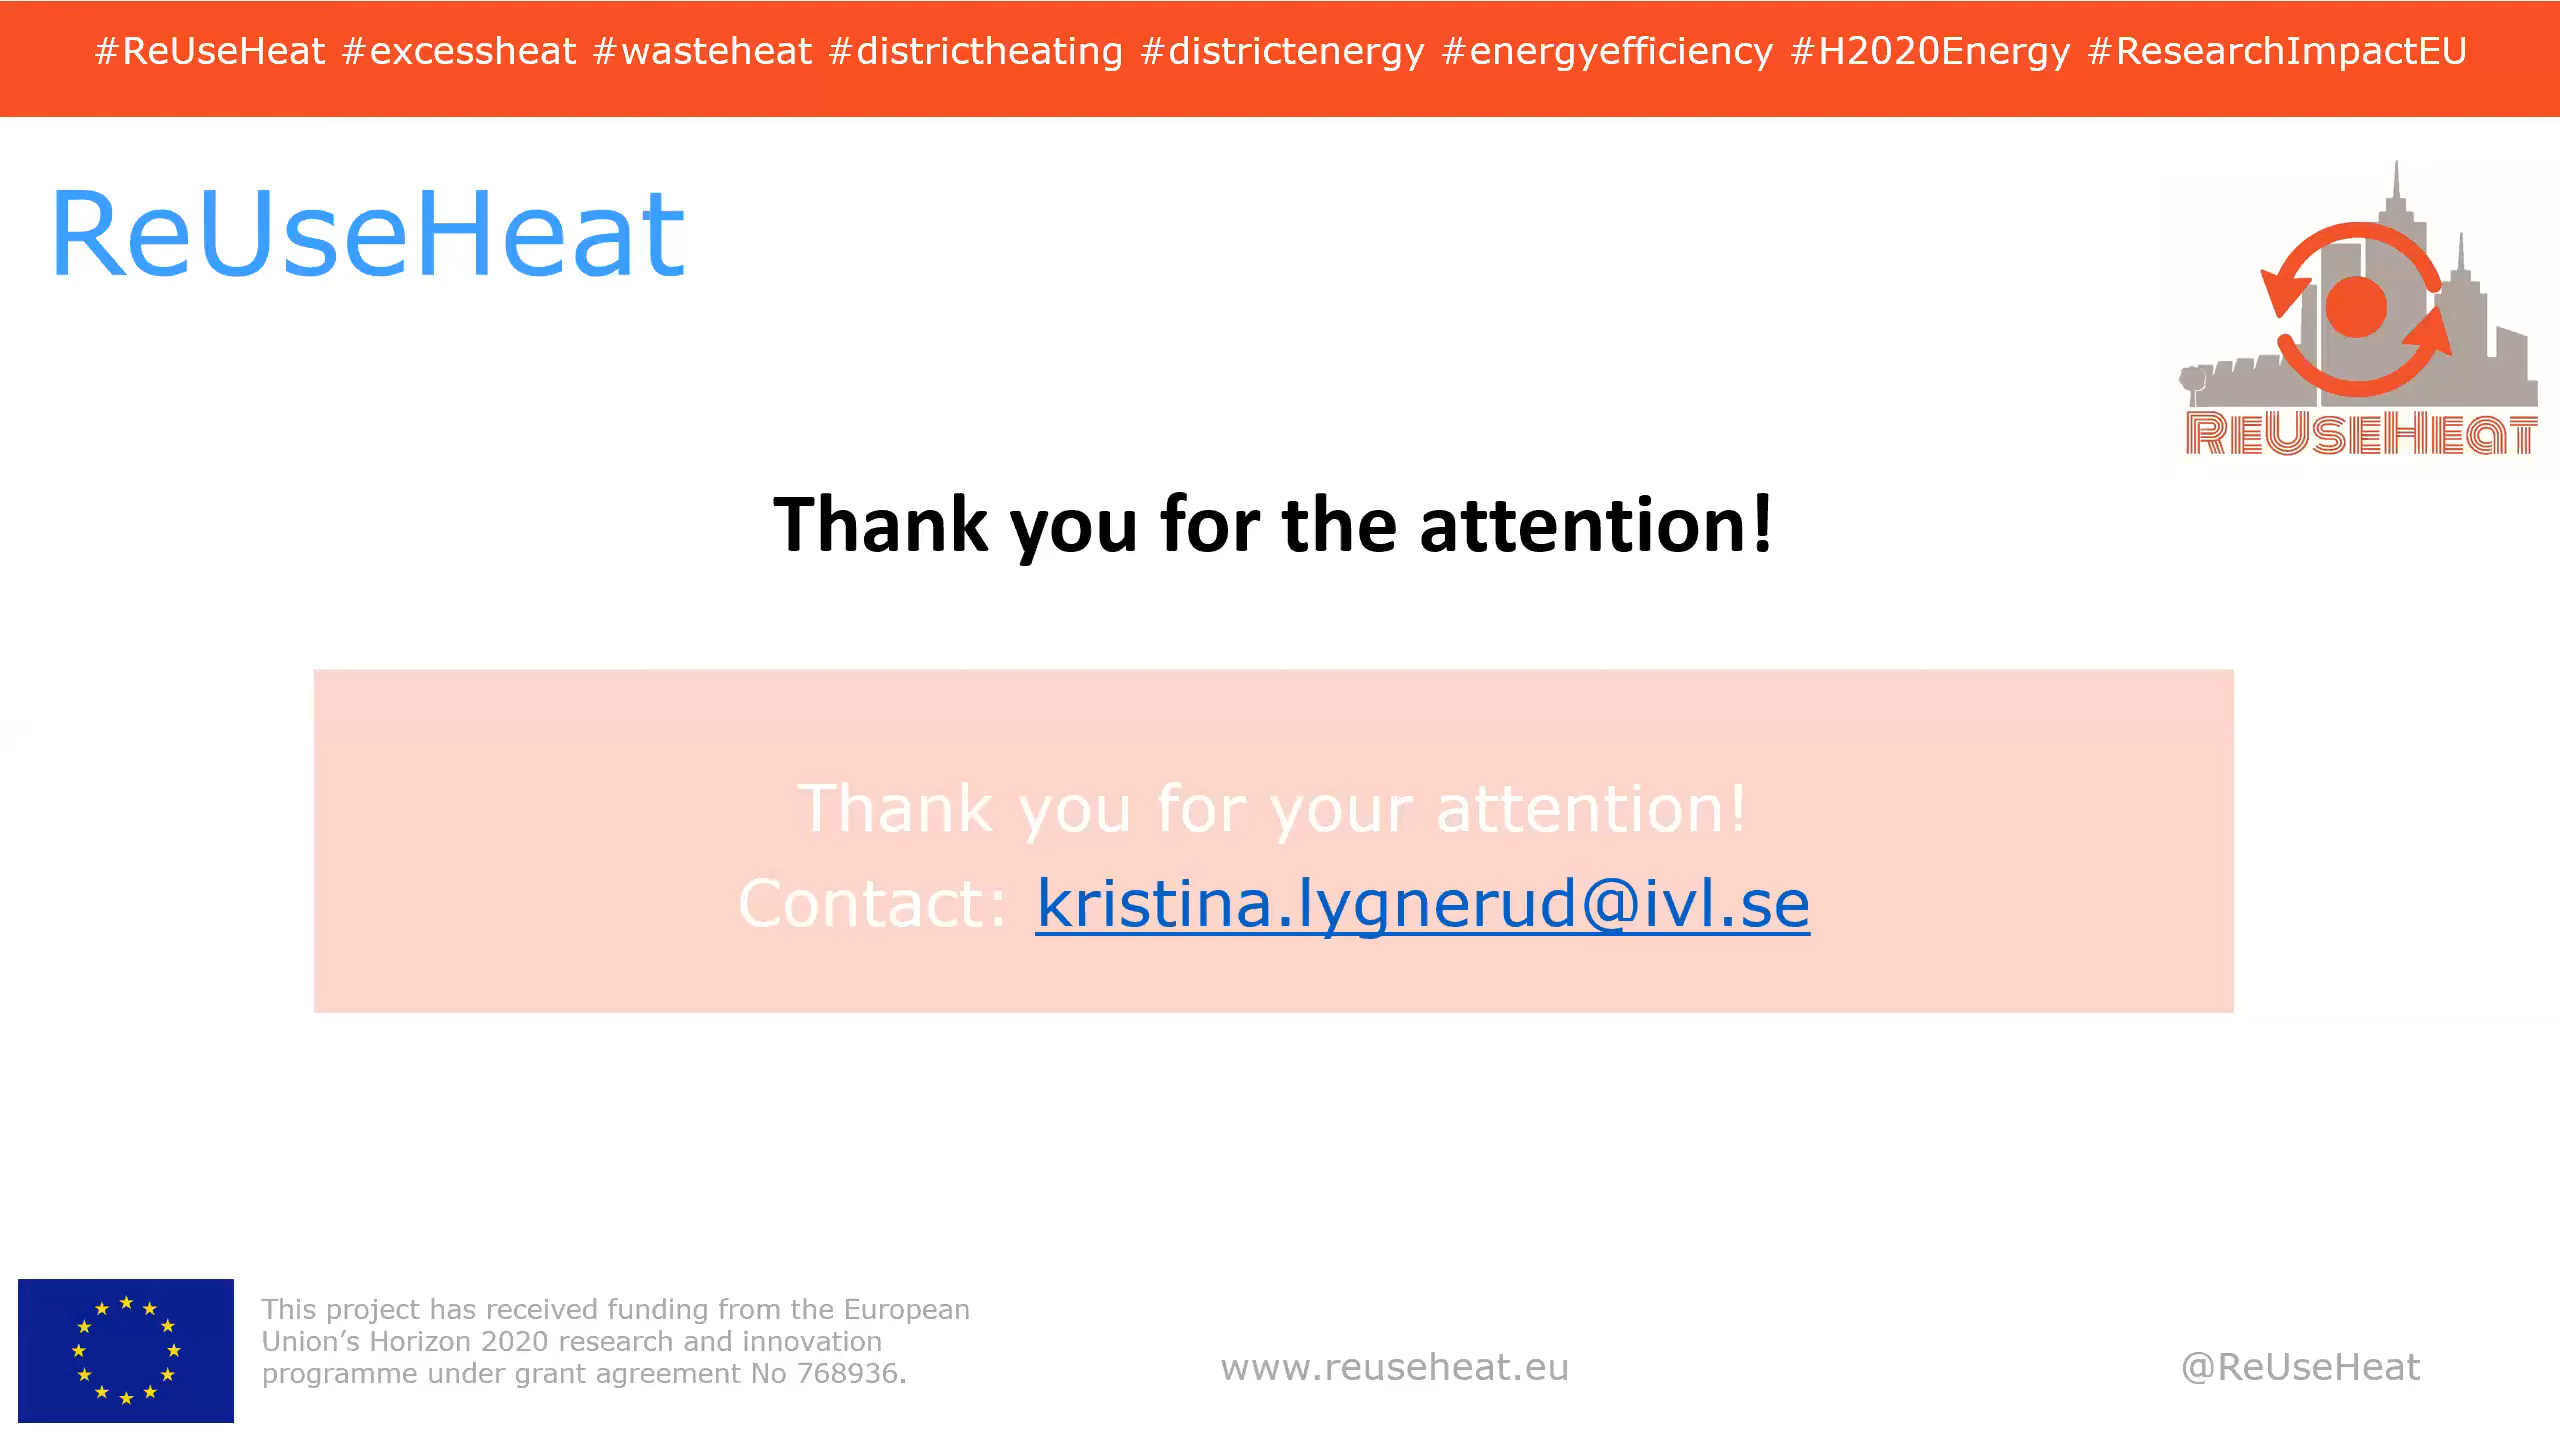 #ReUseHeat #excessheat #wasteheat #districtheating #districtenergy #energyefficiency #H2020Energy #ResearchImpactEU
ReUseHeat
ReUseHeat
Thank you for the attention!
Thank you for your attention!
Contact: kristina.lygnerud@ivl.se
This project has received funding from the European
Union’s Horizon 2020 research and innovation
programme under grant agreement No 768936.
www.reuseheat.eu
@ReUseHeat